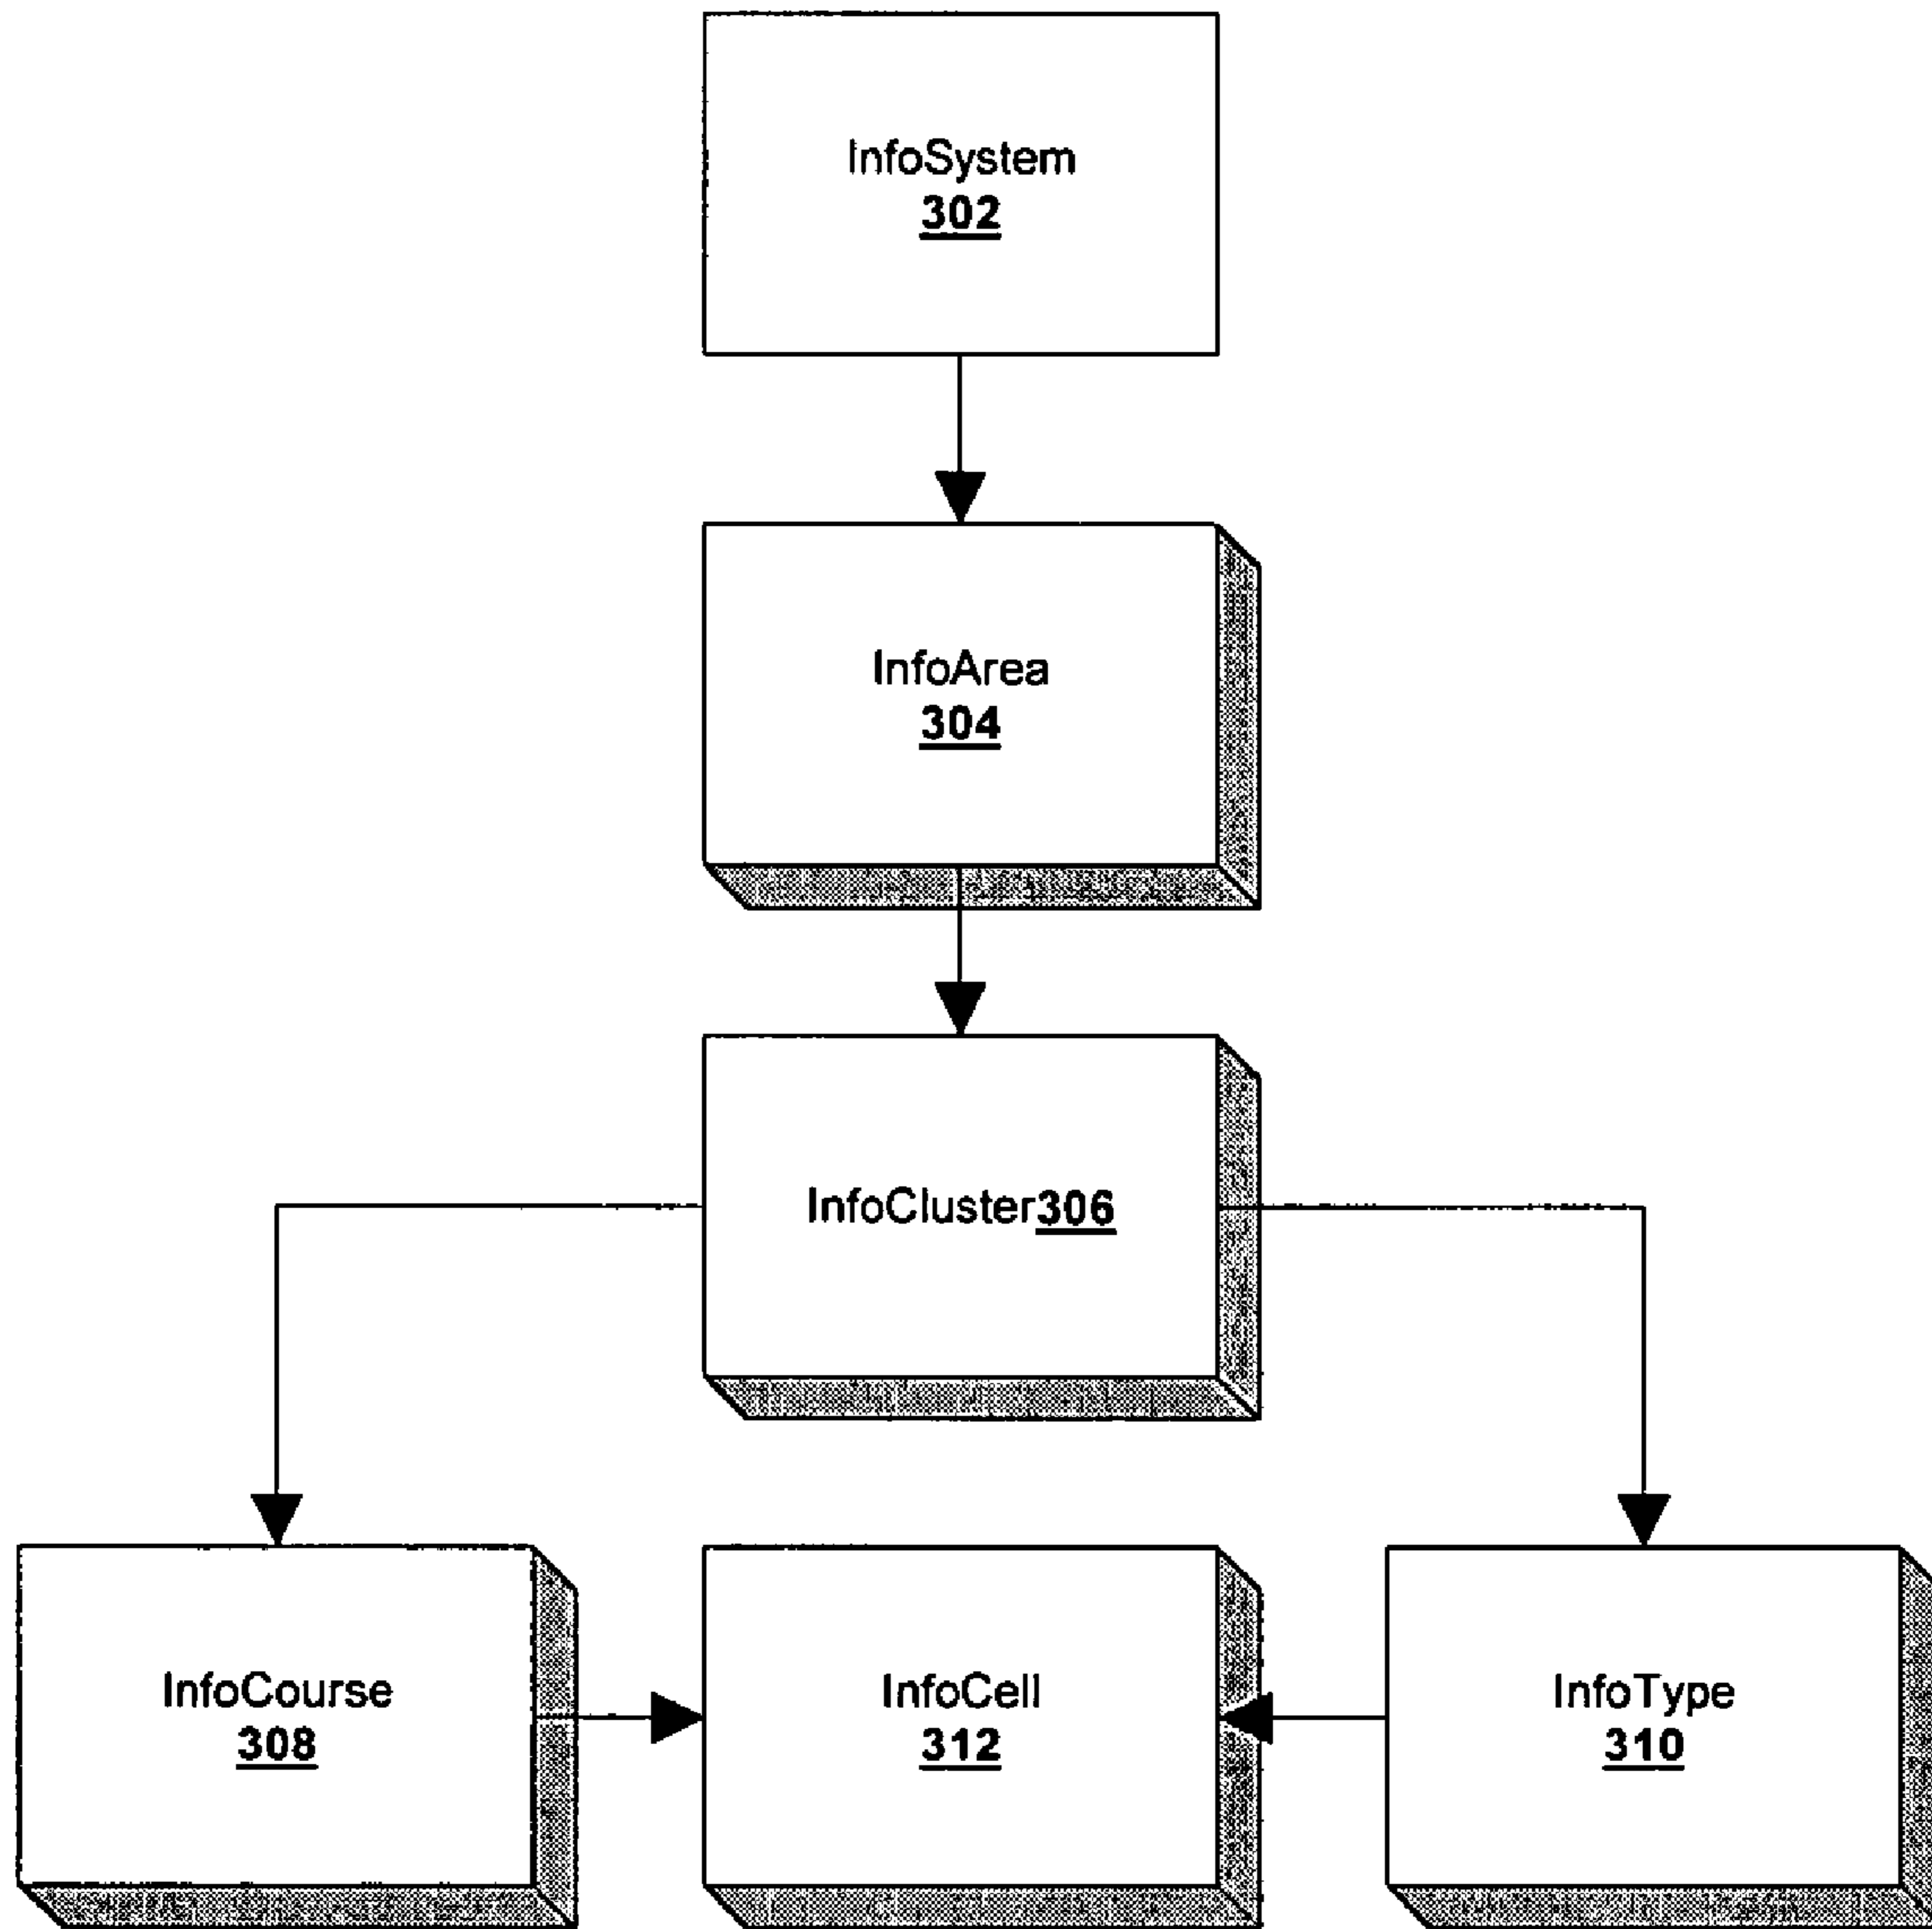 InfoSystem
302
InfoArea
304
InfoCluster306
InfoCourse
308
InfoCell
312
InfoType
310